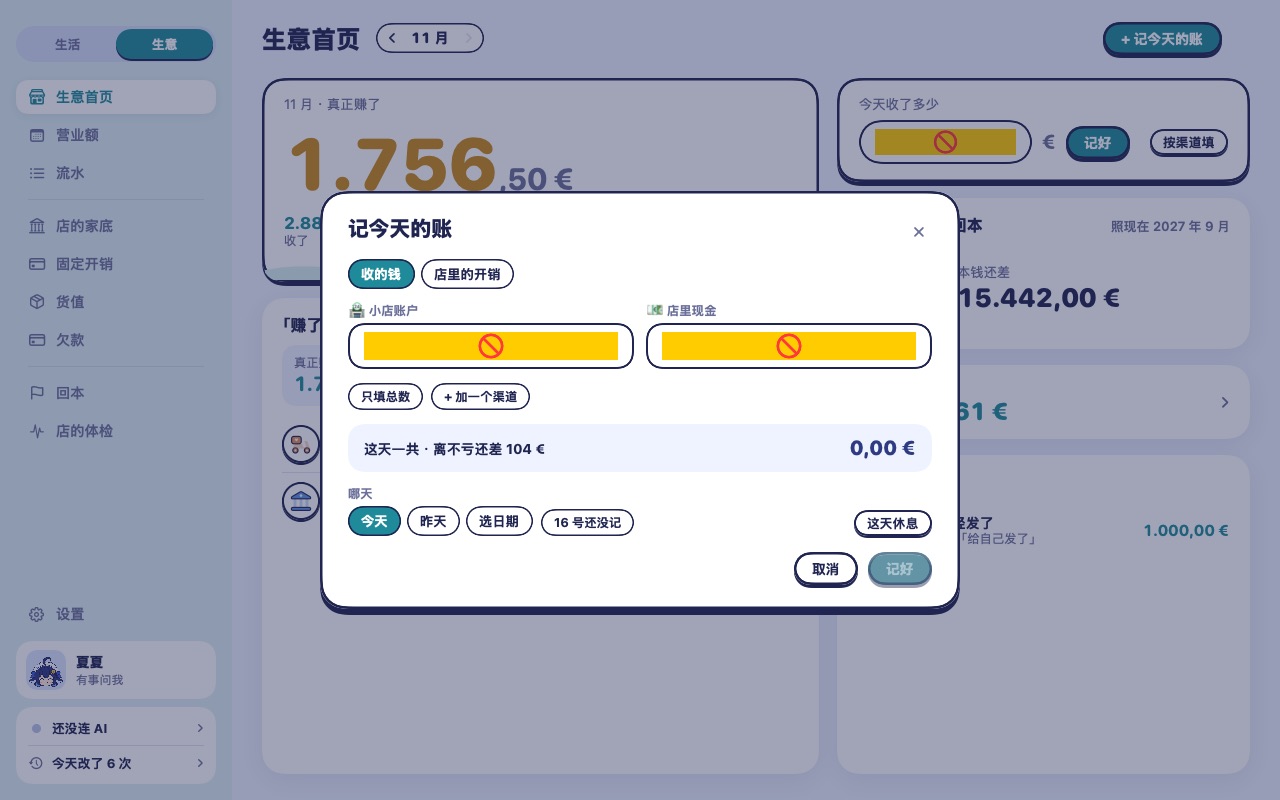 生活
生意
生意首页
营业额
流水
店的家底
固定开销
货值
欠款
回本
店的体检
设置
夏夏
有事问我
还没连 AI
今天改了 6 次
生意首页
11 月
+ 记今天的账
11 月 · 真正赚了
1.756,50 €
2.88
收了
「赚了
真正
1.7
今天收了多少
€
记好
按渠道填
回本
照现在 2027 年 9 月
本钱还差
15.442,00 €
61 €
发了
「给自己发了」
1.000,00 €
记今天的账
×
收的钱
店里的开销
小店账户
店里现金
只填总数
+ 加一个渠道
这天一共 · 离不亏还差 104 €
0,00 €
哪天
今天
昨天
选日期
16 号还没记
这天休息
取消
记好